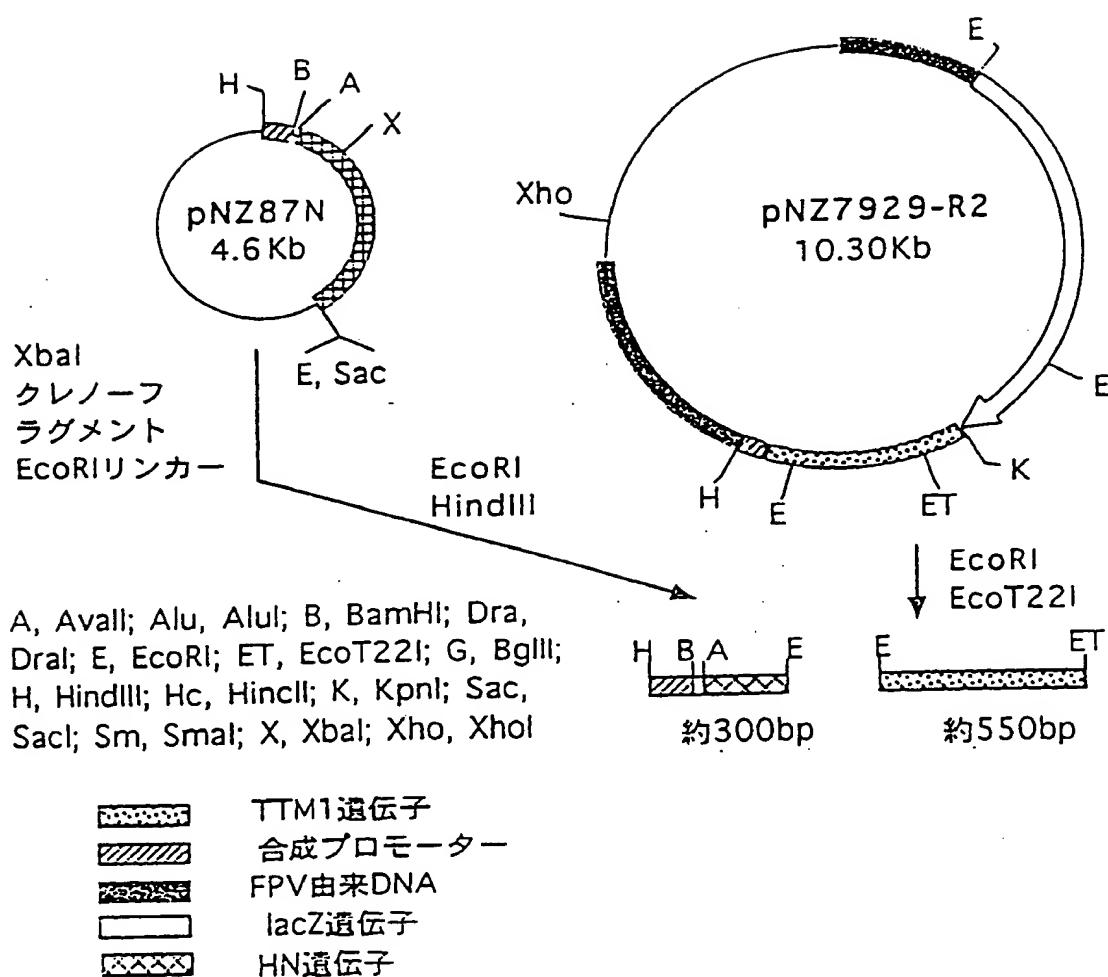 H
B
A
X
pNZ87N
4.6Kb
E, Sac
E
Xho
pNZ7929-R2
10.30Kb
E
K
ET
E
H
XbaI
クレノーフ
ラグメント
EcoRIリンカー
EcoRI
HindIII
EcoRI
EcoT22I
A, AvaII; Alu, AluI; B, BamHI; Dra,
DraI; E, EcoRI; ET, EcoT22I; G, BglII;
H, HindIII; Hc, HincII; K, KpnI; Sac,
SacI; Sm, SmaI; X, XbaI; Xho, XhoI
H B A E
約300bp
E ET
約550bp
TTM1遺伝子
合成プロモーター
FPV由来DNA
lacZ遺伝子
HN遺伝子